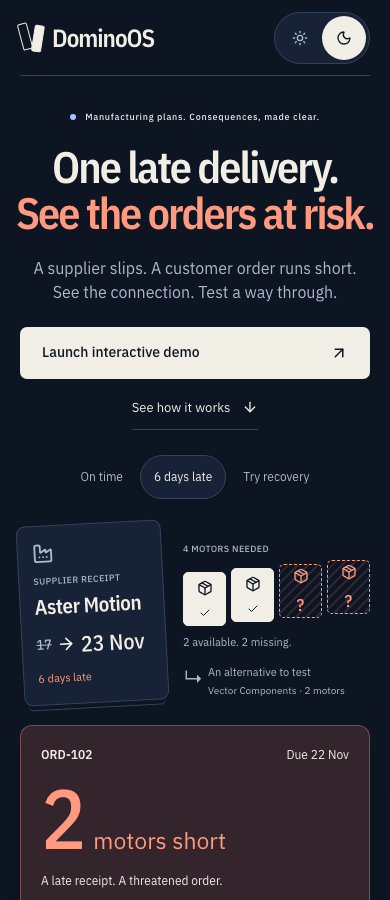 DominoOS
Manufacturing plans. Consequences, made clear.
One late delivery.
See the orders at risk.
A supplier slips. A customer order runs short.
See the connection. Test a way through.
Launch interactive demo
See how it works
On time
6 days late
Try recovery
SUPPLIER RECEIPT
Aster Motion
17 → 23 Nov
6 days late
4 MOTORS NEEDED
? ?
2 available. 2 missing.
An alternative to test
Vector Components · 2 motors
ORD-102
Due 22 Nov
2 motors short
A late receipt. A threatened order.